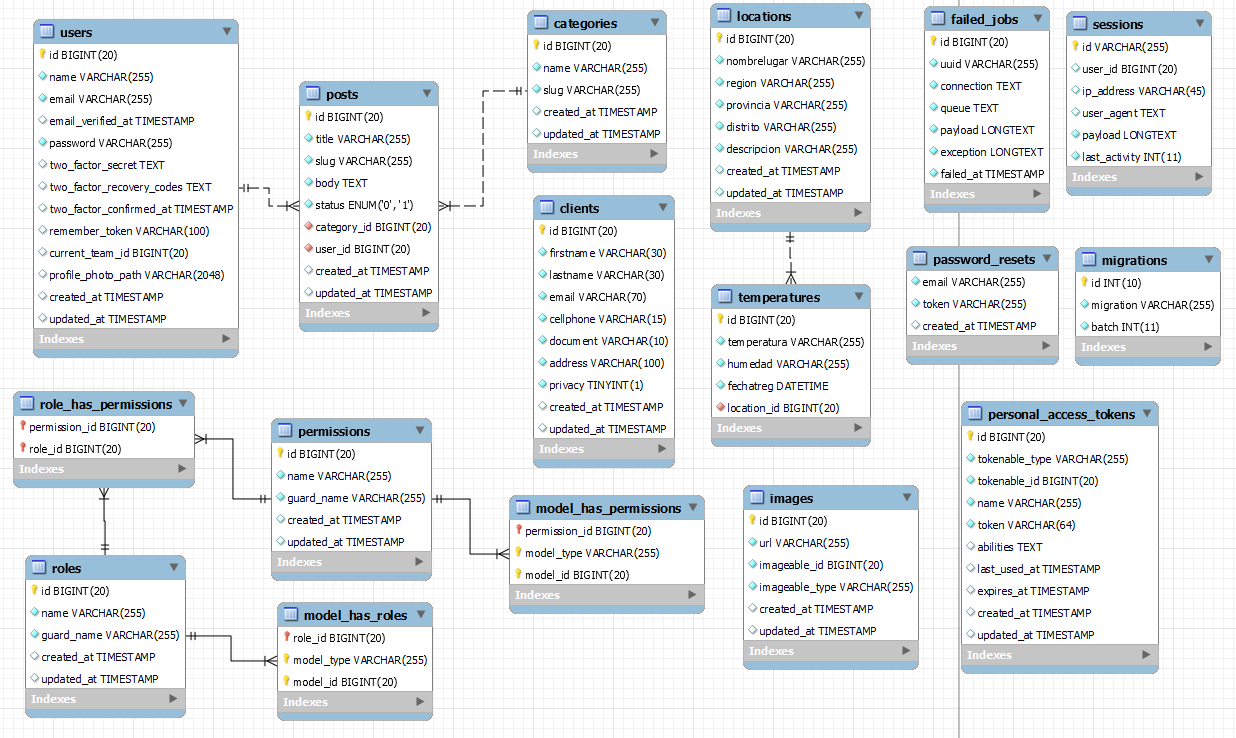 users
id BIGINT(20)
name VARCHAR(255)
email VARCHAR(255)
email_verified_at TIMESTAMP
password VARCHAR(255)
two_factor_secret TEXT
two_factor_recovery_codes TEXT
two_factor_confirmed_at TIMESTAMP
remember_token VARCHAR(100)
current_team_id BIGINT(20)
profile_photo_path VARCHAR(2048)
created_at TIMESTAMP
updated_at TIMESTAMP
Indexes
posts
id BIGINT(20)
title VARCHAR(255)
slug VARCHAR(255)
body TEXT
status ENUM('0', '1')
category_id BIGINT(20)
user_id BIGINT(20)
created_at TIMESTAMP
updated_at TIMESTAMP
Indexes
categories
id BIGINT(20)
name VARCHAR(255)
slug VARCHAR(255)
created_at TIMESTAMP
updated_at TIMESTAMP
Indexes
clients
id BIGINT(20)
firstname VARCHAR(30)
lastname VARCHAR(30)
email VARCHAR(70)
cellphone VARCHAR(15)
document VARCHAR(10)
address VARCHAR(100)
privacy TINYINT(1)
created_at TIMESTAMP
updated_at TIMESTAMP
Indexes
locations
id BIGINT(20)
nombrelugar VARCHAR(255)
region VARCHAR(255)
provincia VARCHAR(255)
distrito VARCHAR(255)
descripcion VARCHAR(255)
created_at TIMESTAMP
updated_at TIMESTAMP
Indexes
temperatures
id BIGINT(20)
temperatura VARCHAR(255)
humedad VARCHAR(255)
fechatreg DATETIME
location_id BIGINT(20)
Indexes
failed_jobs
id BIGINT(20)
uuid VARCHAR(255)
connection TEXT
queue TEXT
payload LONGTEXT
exception LONGTEXT
failed_at TIMESTAMP
Indexes
sessions
id VARCHAR(255)
user_id BIGINT(20)
ip_address VARCHAR(45)
user_agent TEXT
payload LONGTEXT
last_activity INT(11)
Indexes
password_resets
email VARCHAR(255)
token VARCHAR(255)
created_at TIMESTAMP
Indexes
migrations
id INT(10)
migration VARCHAR(255)
batch INT(11)
Indexes
role_has_permissions
permission_id BIGINT(20)
role_id BIGINT(20)
Indexes
permissions
id BIGINT(20)
name VARCHAR(255)
guard_name VARCHAR(255)
created_at TIMESTAMP
updated_at TIMESTAMP
Indexes
model_has_permissions
permission_id BIGINT(20)
model_type VARCHAR(255)
model_id BIGINT(20)
Indexes
roles
id BIGINT(20)
name VARCHAR(255)
guard_name VARCHAR(255)
created_at TIMESTAMP
updated_at TIMESTAMP
Indexes
model_has_roles
role_id BIGINT(20)
model_type VARCHAR(255)
model_id BIGINT(20)
Indexes
images
id BIGINT(20)
url VARCHAR(255)
imageable_id BIGINT(20)
imageable_type VARCHAR(255)
created_at TIMESTAMP
updated_at TIMESTAMP
Indexes
personal_access_tokens
id BIGINT(20)
tokenable_type VARCHAR(255)
tokenable_id BIGINT(20)
name VARCHAR(255)
token VARCHAR(64)
abilities TEXT
last_used_at TIMESTAMP
expires_at TIMESTAMP
created_at TIMESTAMP
updated_at TIMESTAMP
Indexes